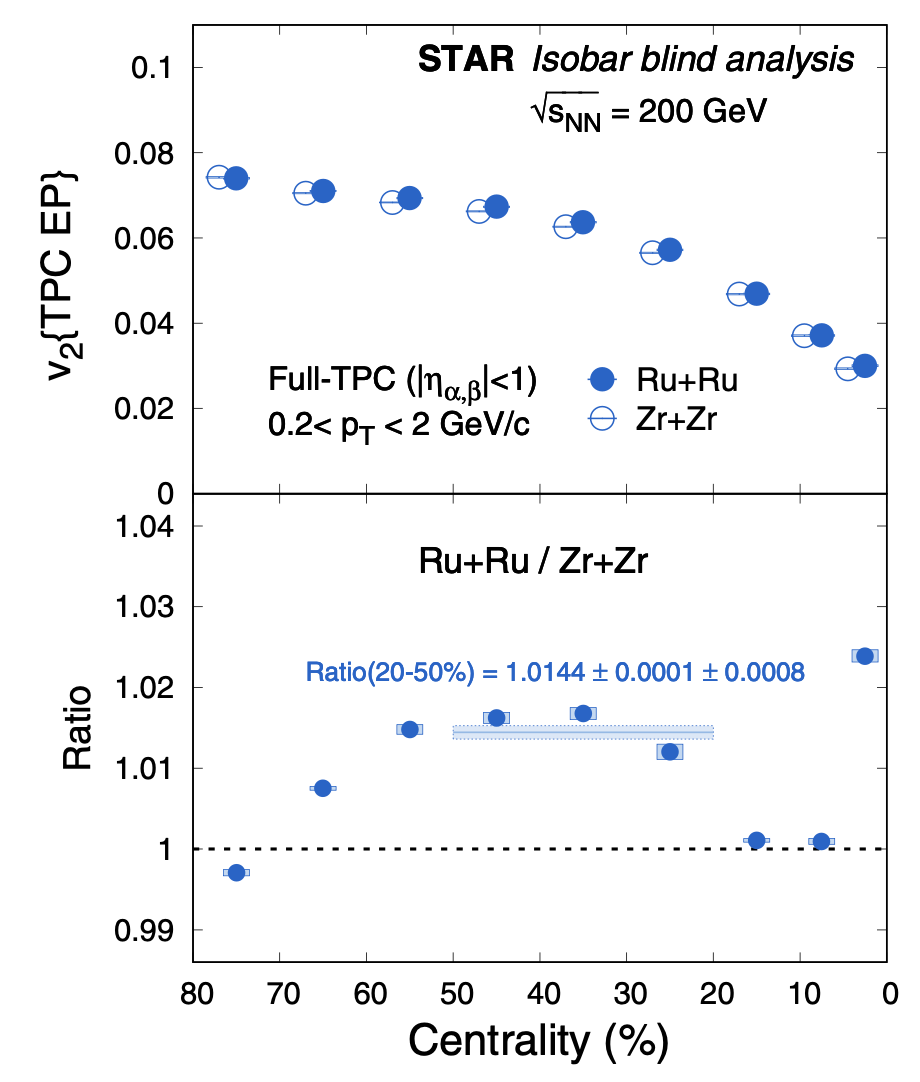 STAR Isobar blind analysis
√sNN = 200 GeV
0.1
0.08
0.06
0.04
0.02
0
v2{TPC EP}
Full-TPC (|ηα,β|<1)
0.2< pT < 2 GeV/c
Ru+Ru
Zr+Zr
Ru+Ru / Zr+Zr
Ratio(20-50%) = 1.0144 ± 0.0001 ± 0.0008
1.04
1.03
1.02
1.01
1
0.99
Ratio
80 70 60 50 40 30 20 10 0
Centrality (%)